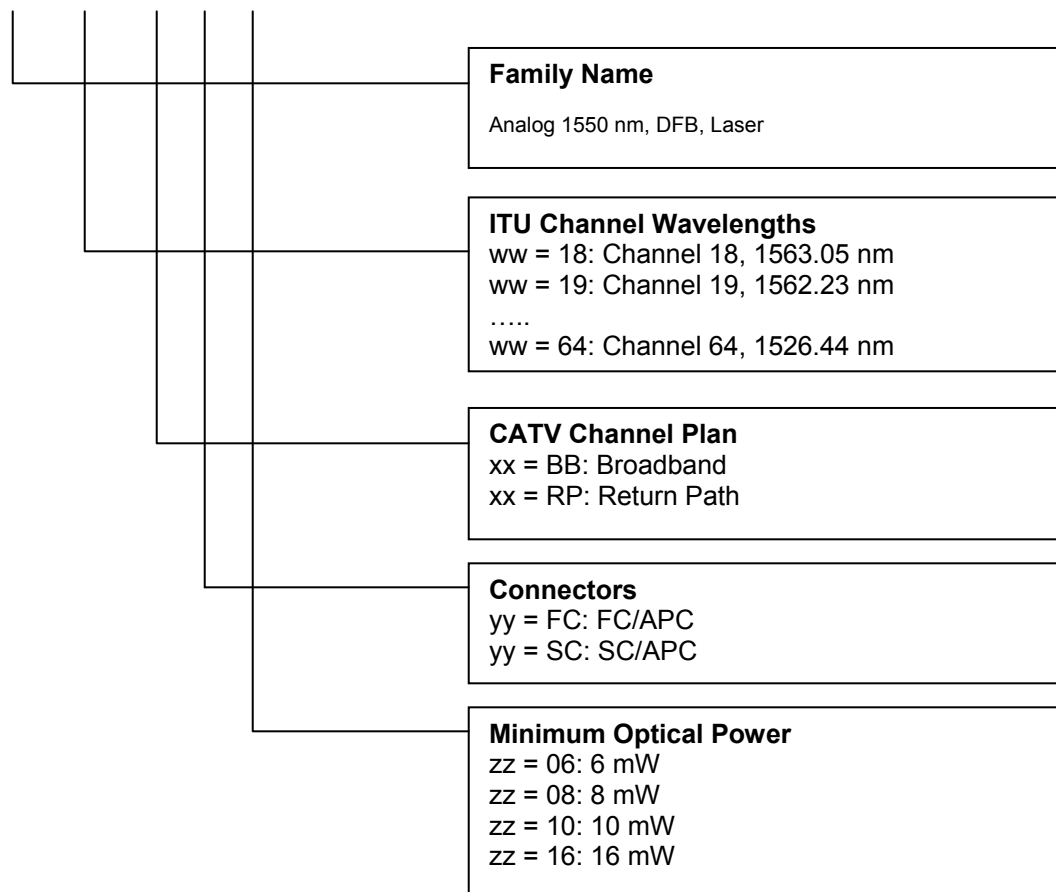 Family Name
Analog 1550 nm, DFB, Laser
ITU Channel Wavelengths
ww = 18: Channel 18, 1563.05 nm
ww = 19: Channel 19, 1562.23 nm
…..
ww = 64: Channel 64, 1526.44 nm
CATV Channel Plan
xx = BB: Broadband
xx = RP: Return Path
Connectors
yy = FC: FC/APC
yy = SC: SC/APC
Minimum Optical Power
zz = 06: 6 mW
zz = 08: 8 mW
zz = 10: 10 mW
zz = 16: 16 mW